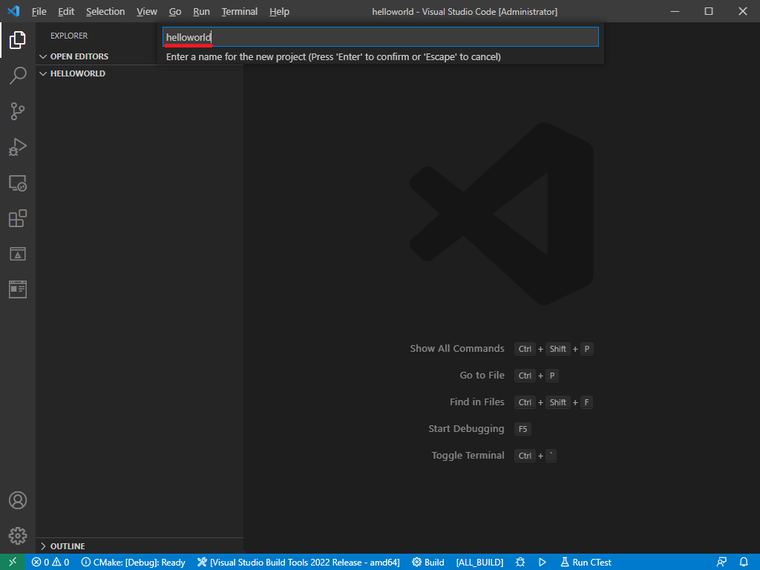 File Edit Selection View Go Run Terminal Help helloworld - Visual Studio Code [Administrator]
helloworld
Enter a name for the new project (Press 'Enter' to confirm or 'Escape' to cancel)
EXPLORER
OPEN EDITORS
HELLOWORLD
Show All Commands Ctrl + Shift + P
Go to File Ctrl + P
Find in Files Ctrl + Shift + F
Start Debugging F5
Toggle Terminal Ctrl + `
OUTLINE
0 0 CMake: [Debug]: Ready [Visual Studio Build Tools 2022 Release - amd64] Build [ALL_BUILD] Run CTest